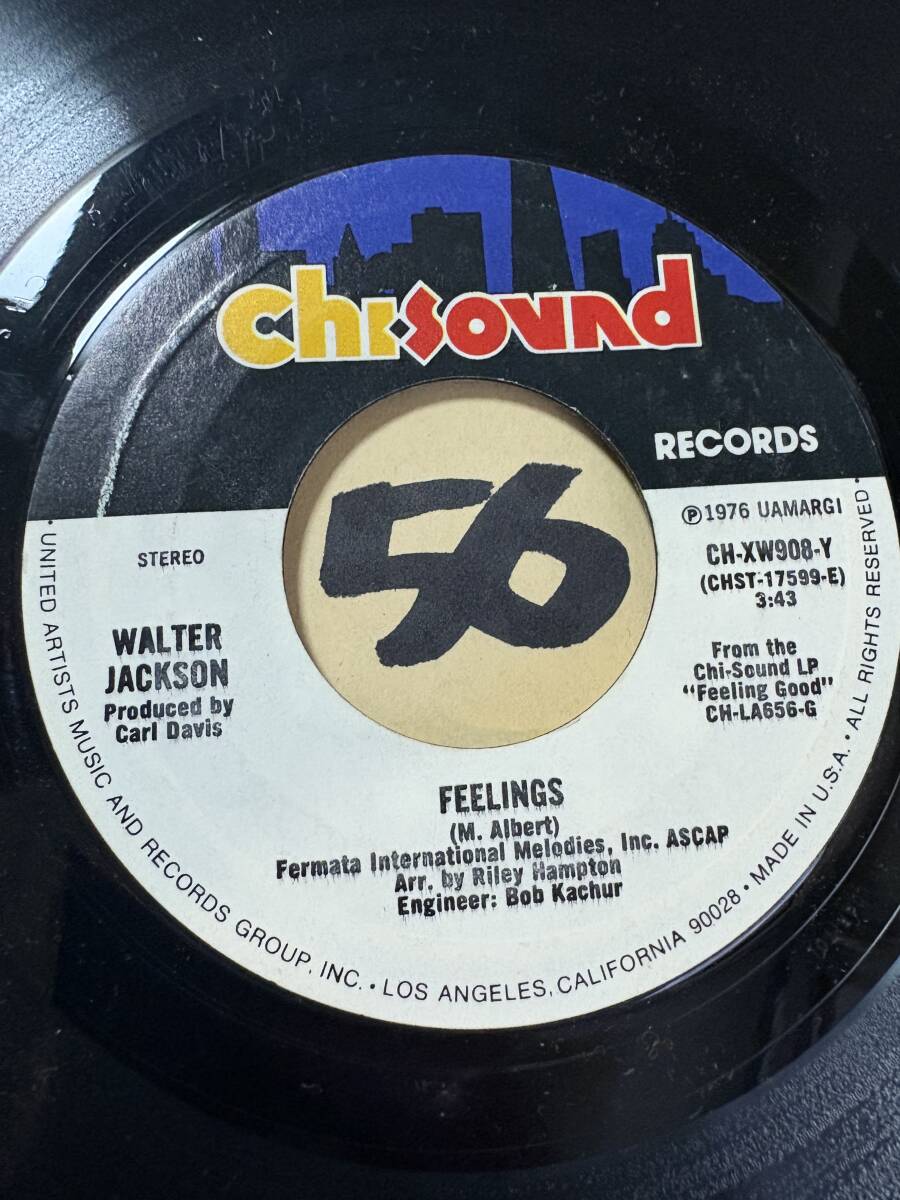 Chi-Sound
RECORDS
56
STEREO
℗ 1976 UAMARGI
CH-XW908-Y
(CHST-17599-E)
3:43
WALTER
JACKSON
Produced by
Carl Davis
From the
Chi-Sound LP
"Feeling Good"
CH-LA656-G
FEELINGS
(M. Albert)
Fermata International Melodies, Inc. ASCAP
Arr. by Riley Hampton
Engineer: Bob Kachur
• UNITED ARTISTS MUSIC AND RECORDS GROUP, INC. • LOS ANGELES, CALIFORNIA 90028 • MADE IN U.S.A. • ALL RIGHTS RESERVED •